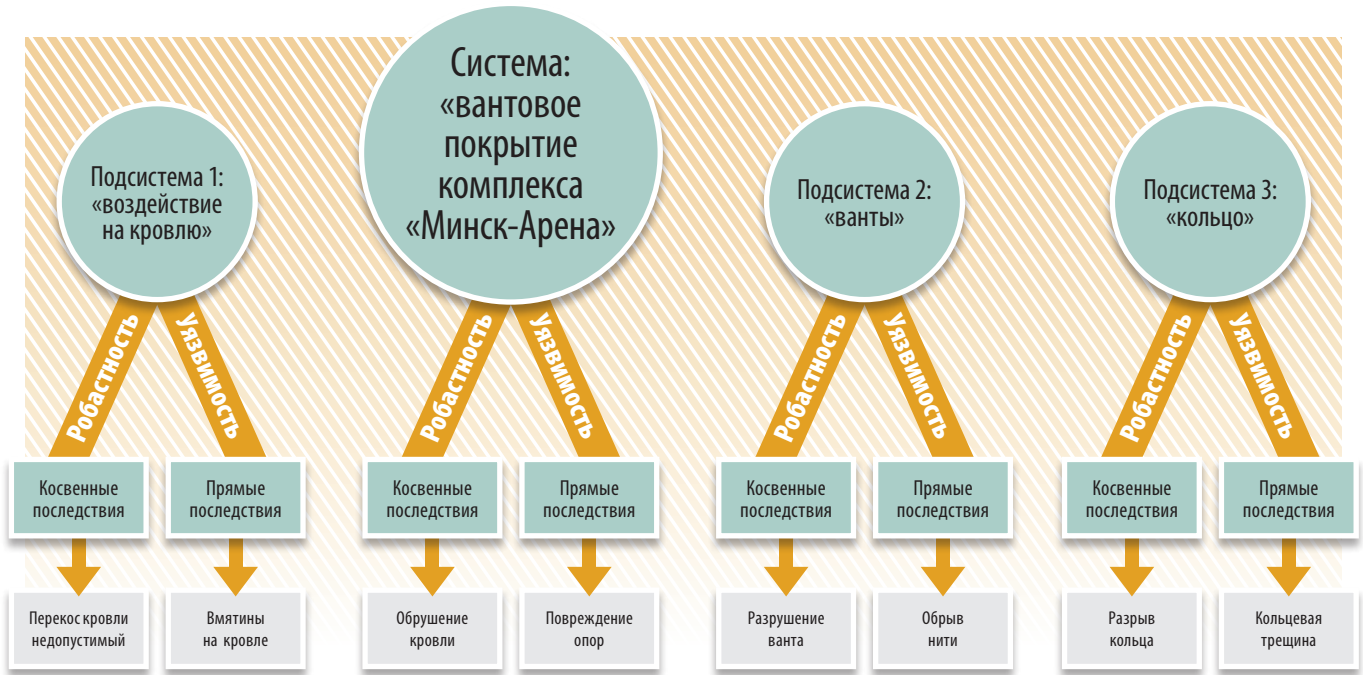 Подсистема 1:
«воздействие
на кровлю»
Робастность
Уязвимость
Косвенные
последствия
Прямые
последствия
Перекос кровли
недопустимый
Вмятины
на кровле
Система:
«вантовое
покрытие
комплекса
«Минск-Арена»
Робастность
Уязвимость
Косвенные
последствия
Прямые
последствия
Обрушение
кровли
Повреждение
опор
Подсистема 2:
«ванты»
Робастность
Уязвимость
Косвенные
последствия
Прямые
последствия
Разрушение
ванта
Обрыв
нити
Подсистема 3:
«кольцо»
Робастность
Уязвимость
Косвенные
последствия
Прямые
последствия
Разрыв
кольца
Кольцевая
трещина